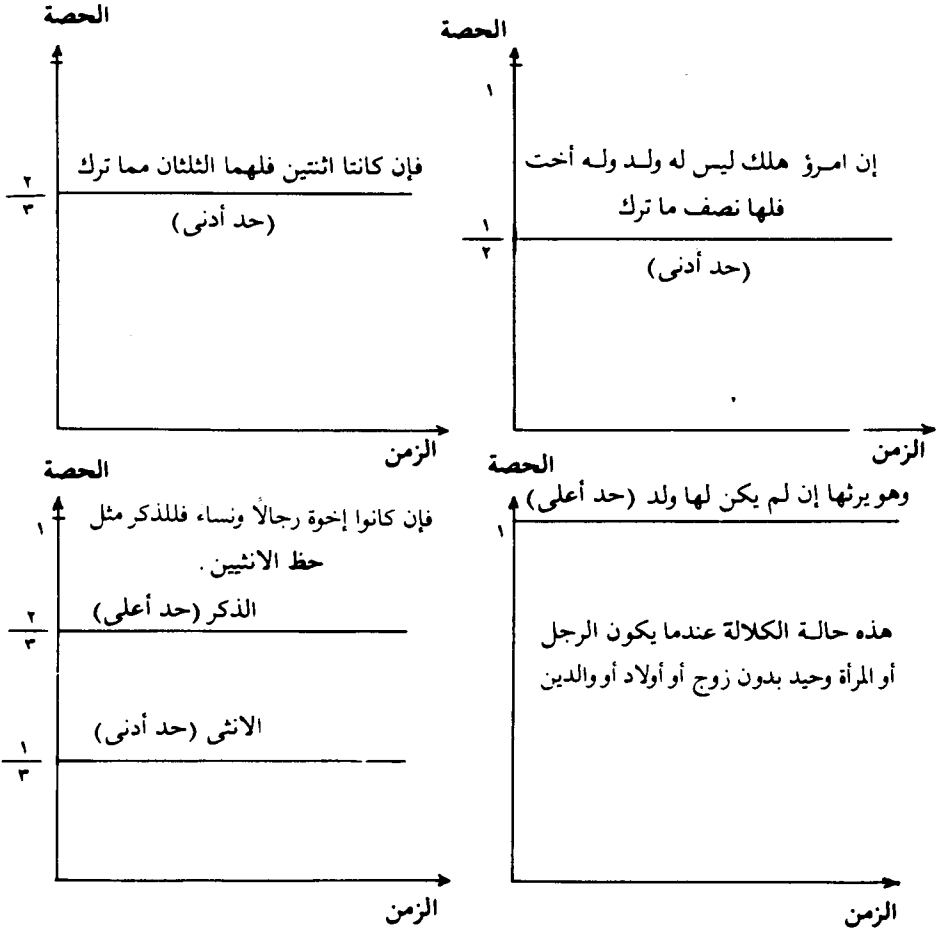 الحصة
١
إن امرؤ هلك ليس له ولد وله أخت
فلها نصف ما ترك
١
٢
(حد أدنى)
الزمن
الحصة
فإن كانتا اثنتين فلهما الثلثان مما ترك
٢
٣
(حد أدنى)
الزمن
الحصة
وهو يرثها إن لم يكن لها ولد (حد أعلى)
١
هذه حالة الكلالة عندما يكون الرجل
أو المرأة وحيد بدون زوج أو أولاد أو والدين
الزمن
الحصة
١
فإن كانوا إخوة رجالاً ونساء فللذكر مثل
حظ الانثيين .
الذكر (حد أعلى)
٢
٣
الانثى (حد أدنى)
١
٣
الزمن